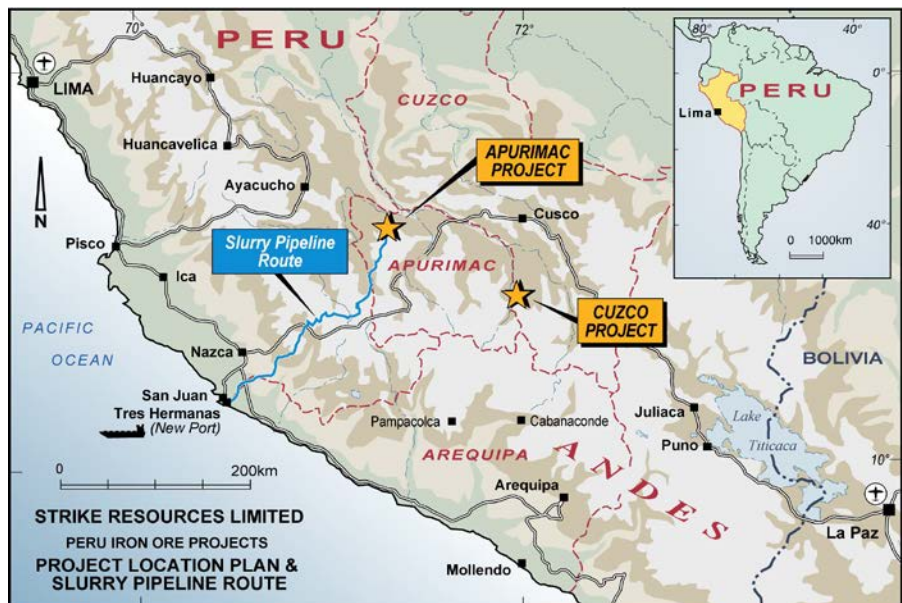 70°
72°
PERU
LIMA
Huancayo
CUZCO
Huancavelica
APURIMAC
PROJECT
Ayacucho
N
Cusco
Pisco
Slurry Pipeline
Route
APURIMAC
Ica
CUZCO
PROJECT
PACIFIC
OCEAN
Nazca
BOLIVIA
San Juan
Tres Hermanas
(New Port)
Pampacolca
Cabanaconde
Juliaca
Lake
Titicaca
Puno
AREQUIPA
ANDES
10°
0
200km
Arequipa
La Paz
STRIKE RESOURCES LIMITED
PERU IRON ORE PROJECTS
PROJECT LOCATION PLAN &
SLURRY PIPELINE ROUTE
Mollendo
80°
40°
0°
PERU
Lima
40°
0 1000km